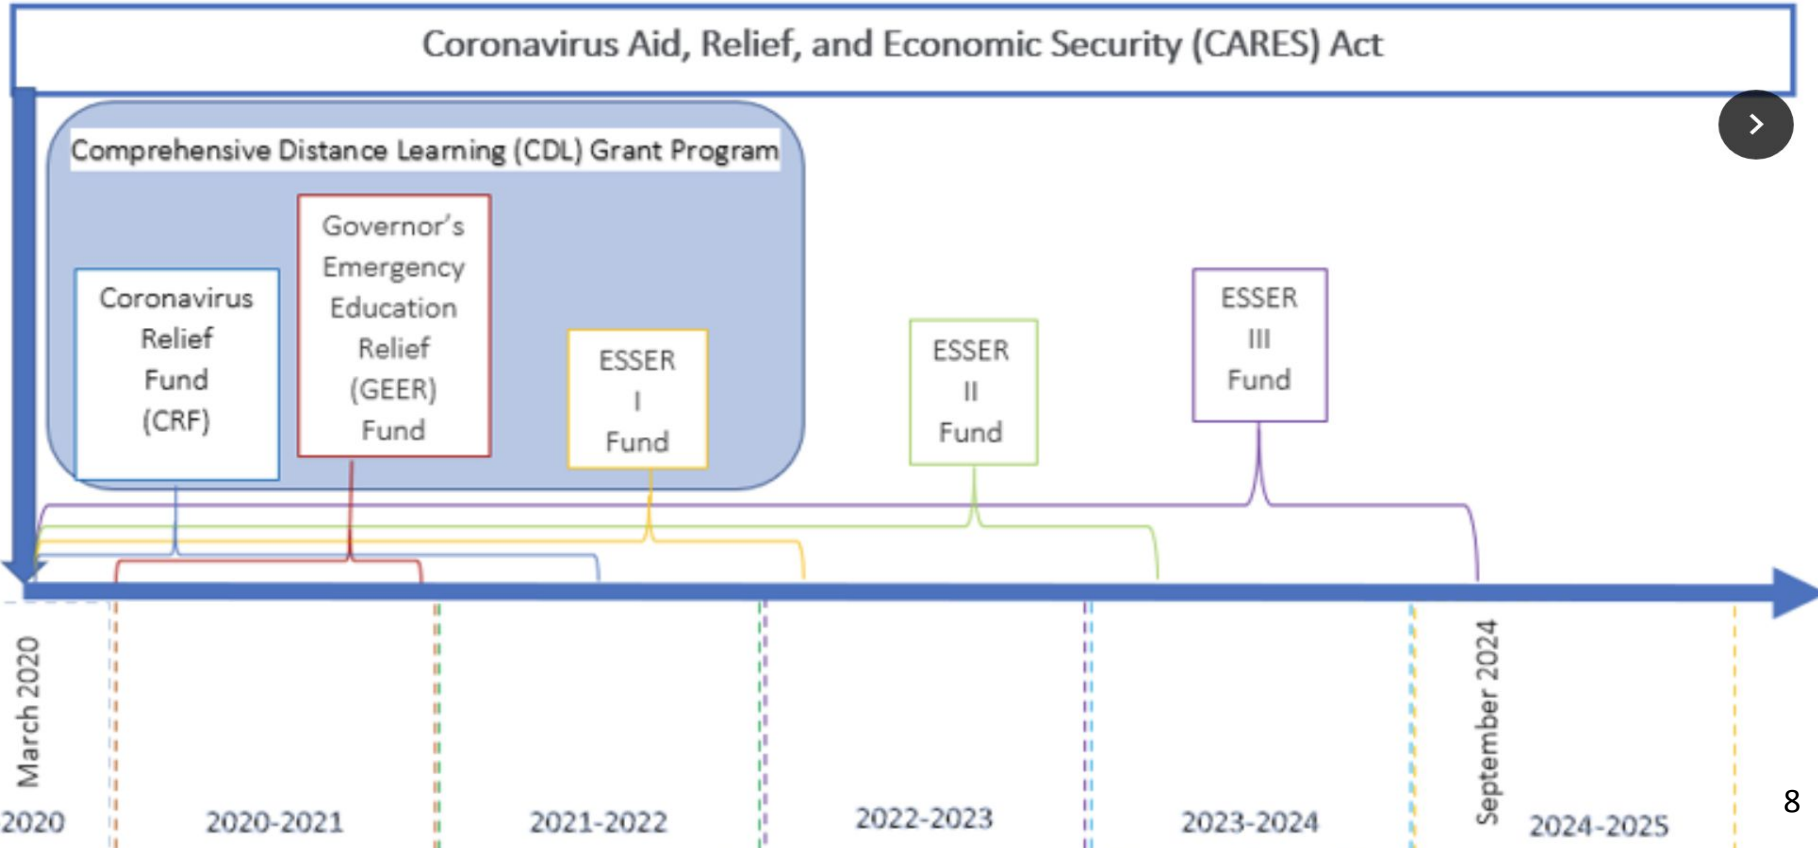 Coronavirus Aid, Relief, and Economic Security (CARES) Act
Comprehensive Distance Learning (CDL) Grant Program
Coronavirus
Relief
Fund
(CRF)
Governor's
Emergency
Education
Relief
(GEER)
Fund
ESSER
I
Fund
ESSER
II
Fund
ESSER
III
Fund
March 2020
September 2024
2020
2020-2021
2021-2022
2022-2023
2023-2024
2024-2025
8